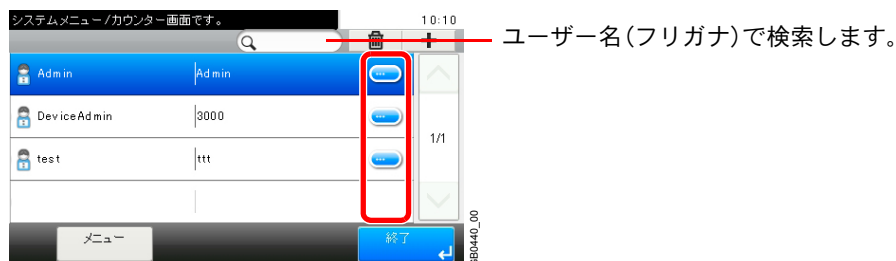 システムメニュー/カウンター画面です。 10:10
ユーザー名(フリガナ)で検索します。
Admin Admin
DeviceAdmin 3000
1/1
test ttt
メニュー 終了